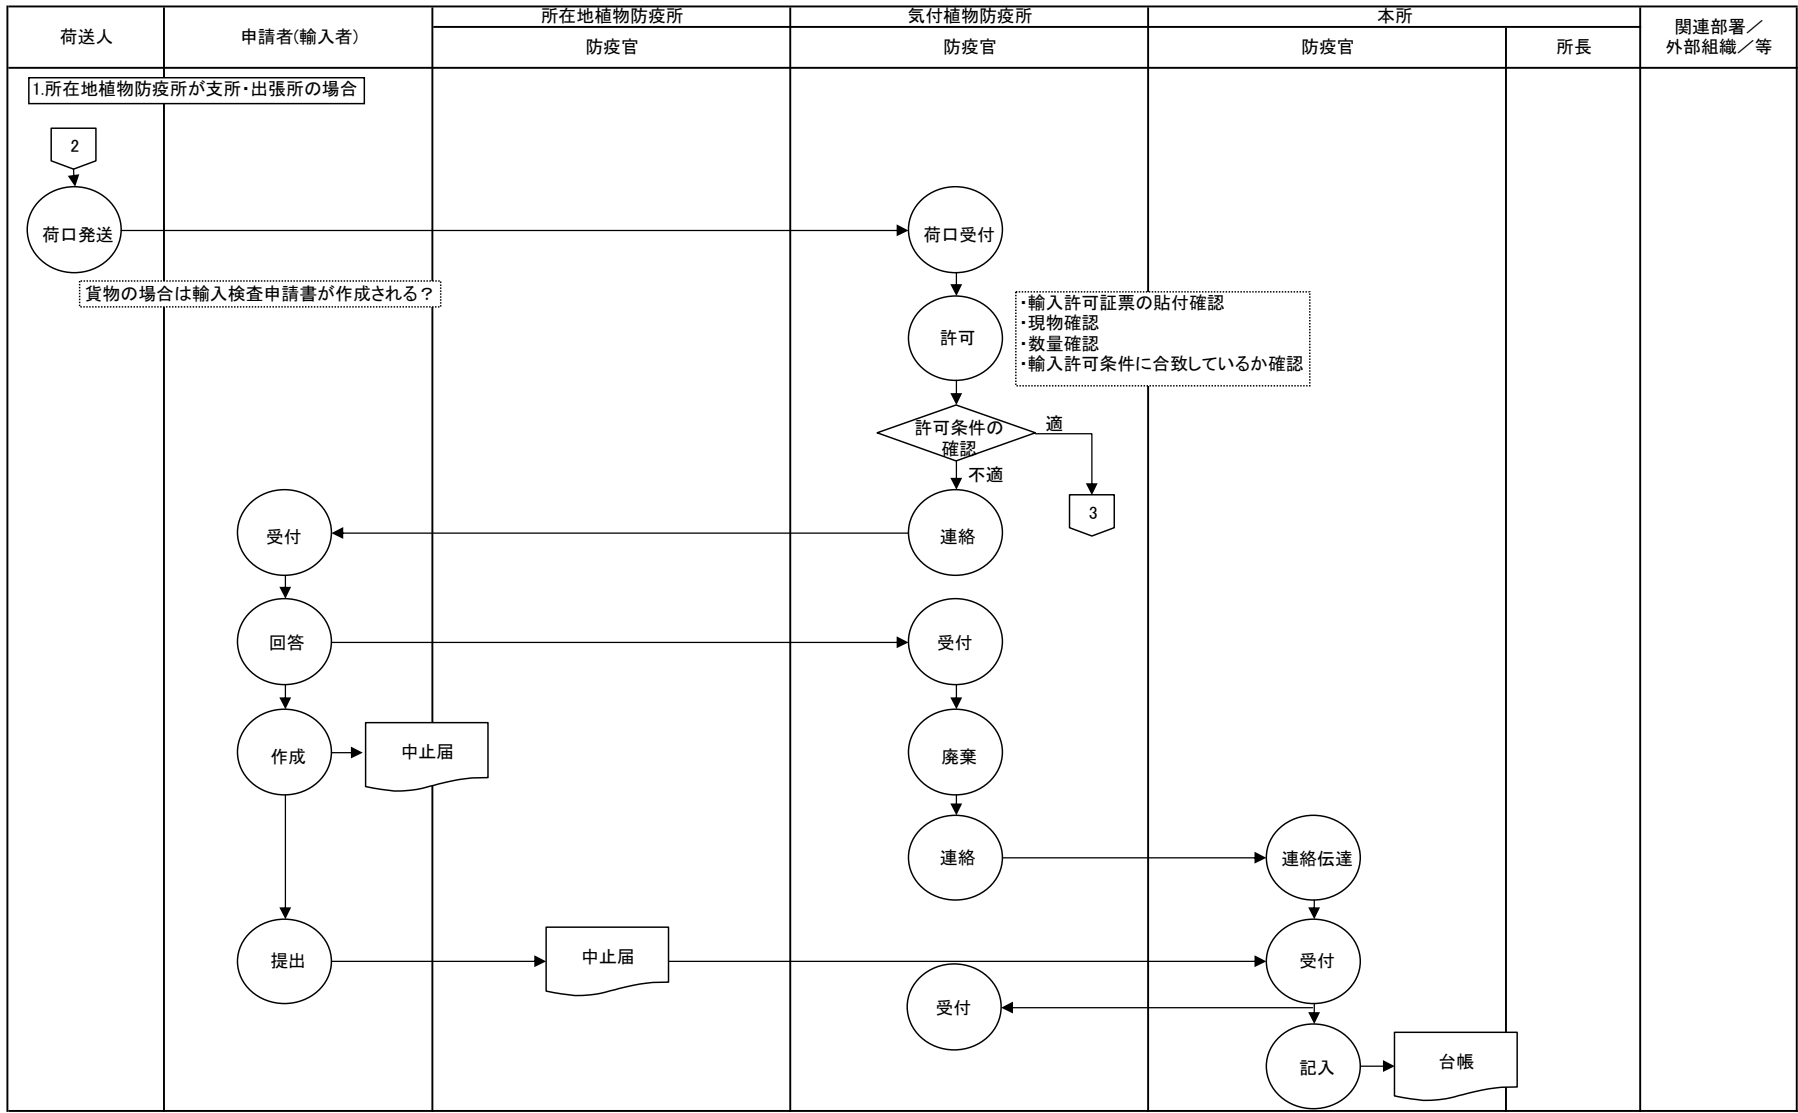 荷送人
申請者(輸入者)
所在地植物防疫所
防疫官
気付植物防疫所
防疫官
本所
防疫官
所長
関連部署／
外部組織／等
1.所在地植物防疫所が支所・出張所の場合
2
荷口発送
荷口受付
貨物の場合は輸入検査申請書が作成される？
許可
・輸入許可証票の貼付確認
・現物確認
・数量確認
・輸入許可条件に合致しているか確認
許可条件の
確認
適
不適
3
受付
連絡
回答
受付
作成
中止届
廃棄
連絡
連絡伝達
提出
中止届
受付
受付
記入
台帳